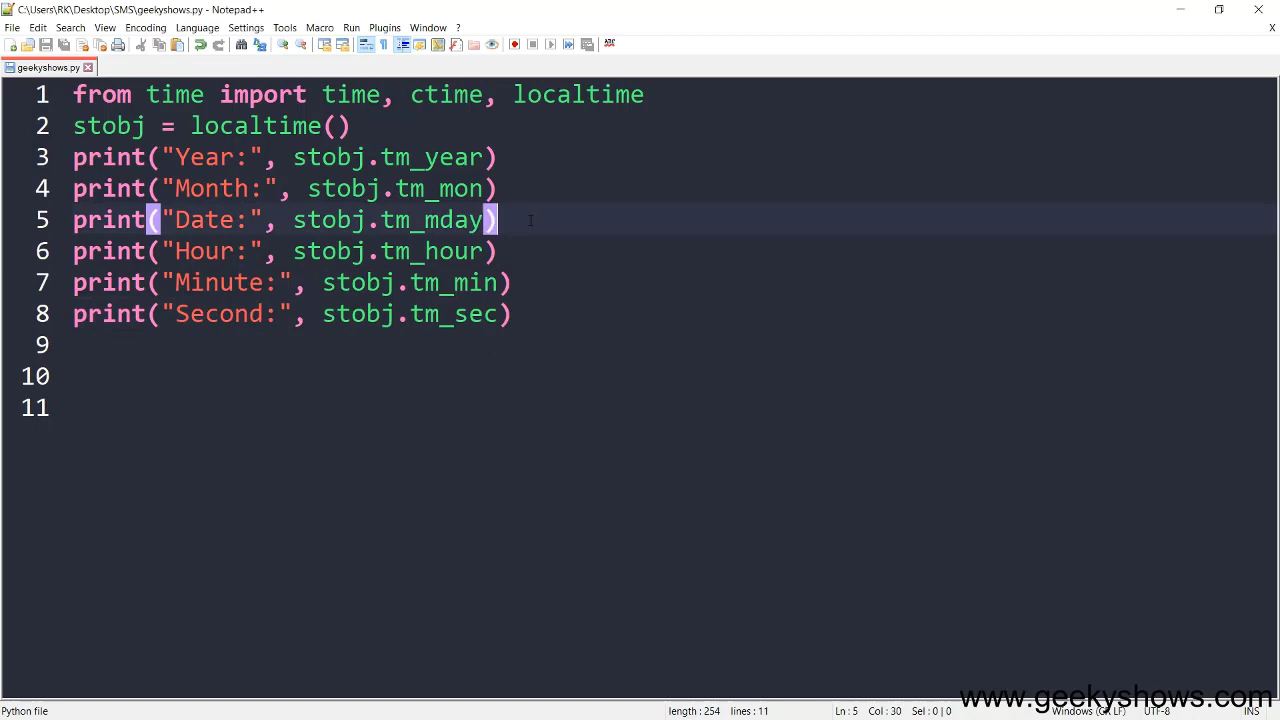 C:\Users\RK\Desktop\SMS\geekyshows.py - Notepad++
File Edit Search View Encoding Language Settings Tools Macro Run Plugins Window ? X
geekyshows.py
1 from time import time, ctime, localtime
2 stobj = localtime()
3 print("Year:", stobj.tm_year)
4 print("Month:", stobj.tm_mon)
5 print("Date:", stobj.tm_mday)
6 print("Hour:", stobj.tm_hour)
7 print("Minute:", stobj.tm_min)
8 print("Second:", stobj.tm_sec)
9
10
11
www.geekyshows.com
Python file length : 254 lines : 11 Ln : 5 Col : 30 Sel : 0 | 0 Windows (CR LF) UTF-8 INS